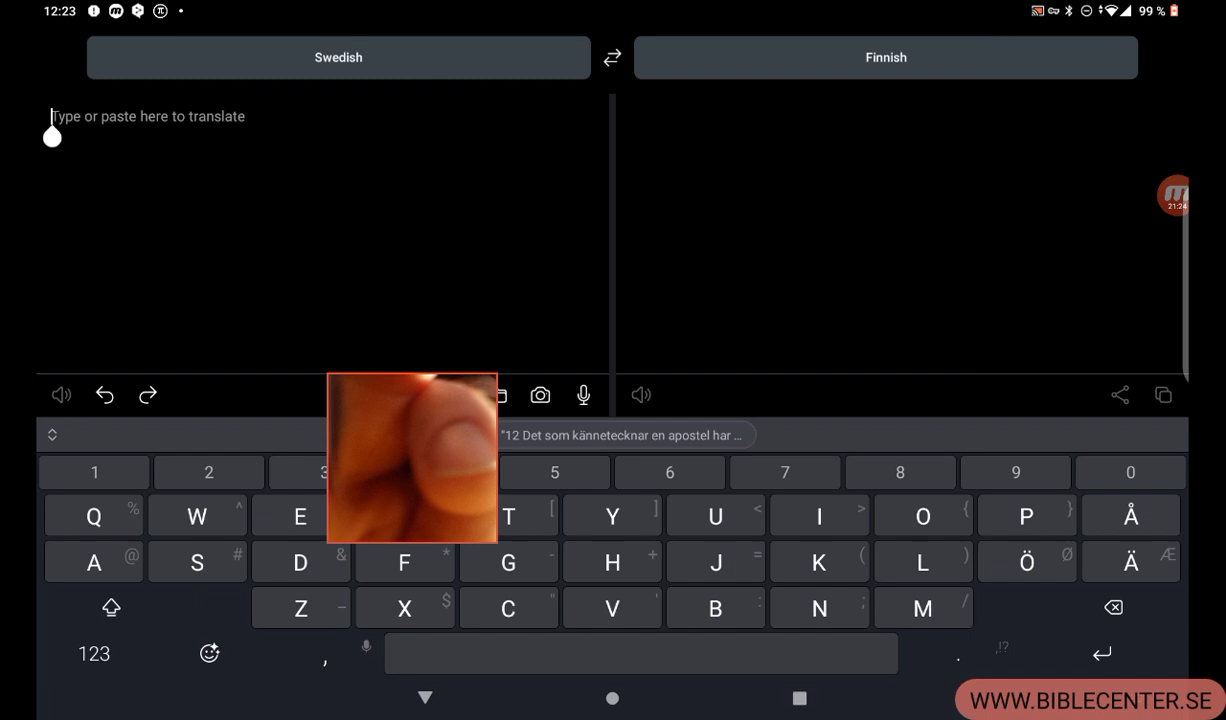 12:23 99 %
Swedish Finnish
Type or paste here to translate
21:24
"12 Det som kännetecknar en apostel har ...
1 2 3 5 6 7 8 9 0
Q % W ^ E T [ Y ] U < I > O { P } Å
A @ S # D & F * G - H + J = K ( L ) Ö Ø Ä Æ
Z _ X $ C " V ' B : N ; M /
123 , . ,!?
WWW.BIBLECENTER.SE